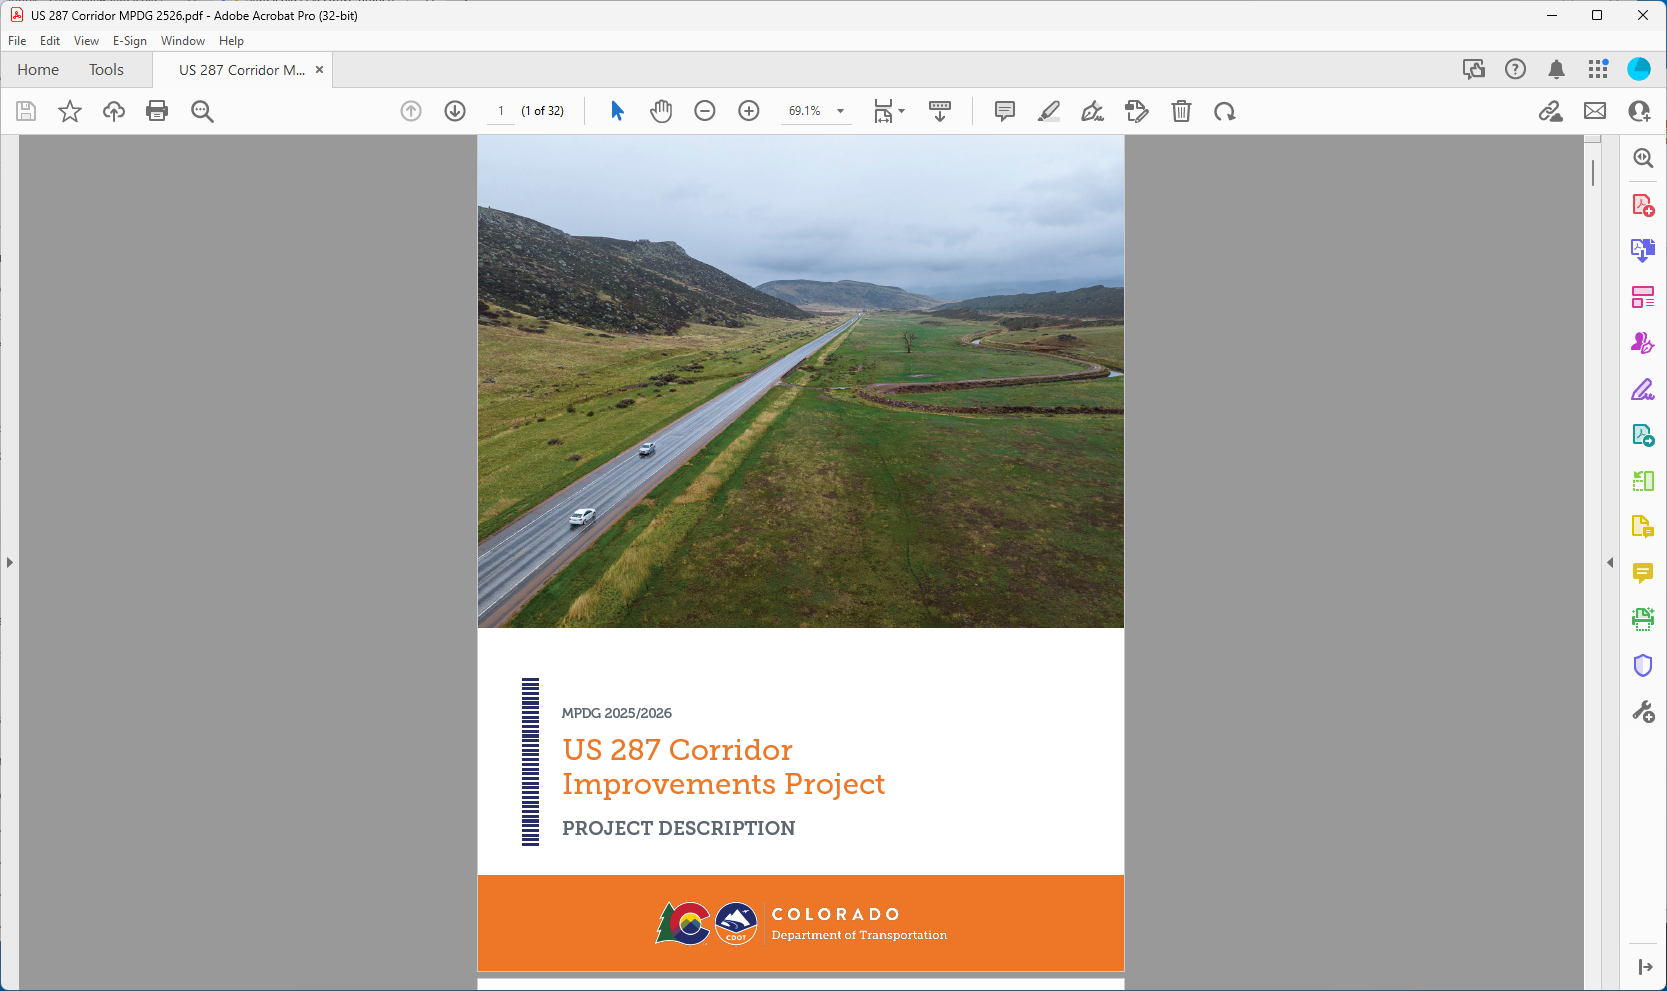 US 287 Corridor MPDG 2526.pdf - Adobe Acrobat Pro (32-bit)
File Edit View E-Sign Window Help
Home Tools US 287 Corridor M...
1 (1 of 32) 69.1%
MPDG 2025/2026
US 287 Corridor
Improvements Project
PROJECT DESCRIPTION
CDOT
COLORADO
Department of Transportation